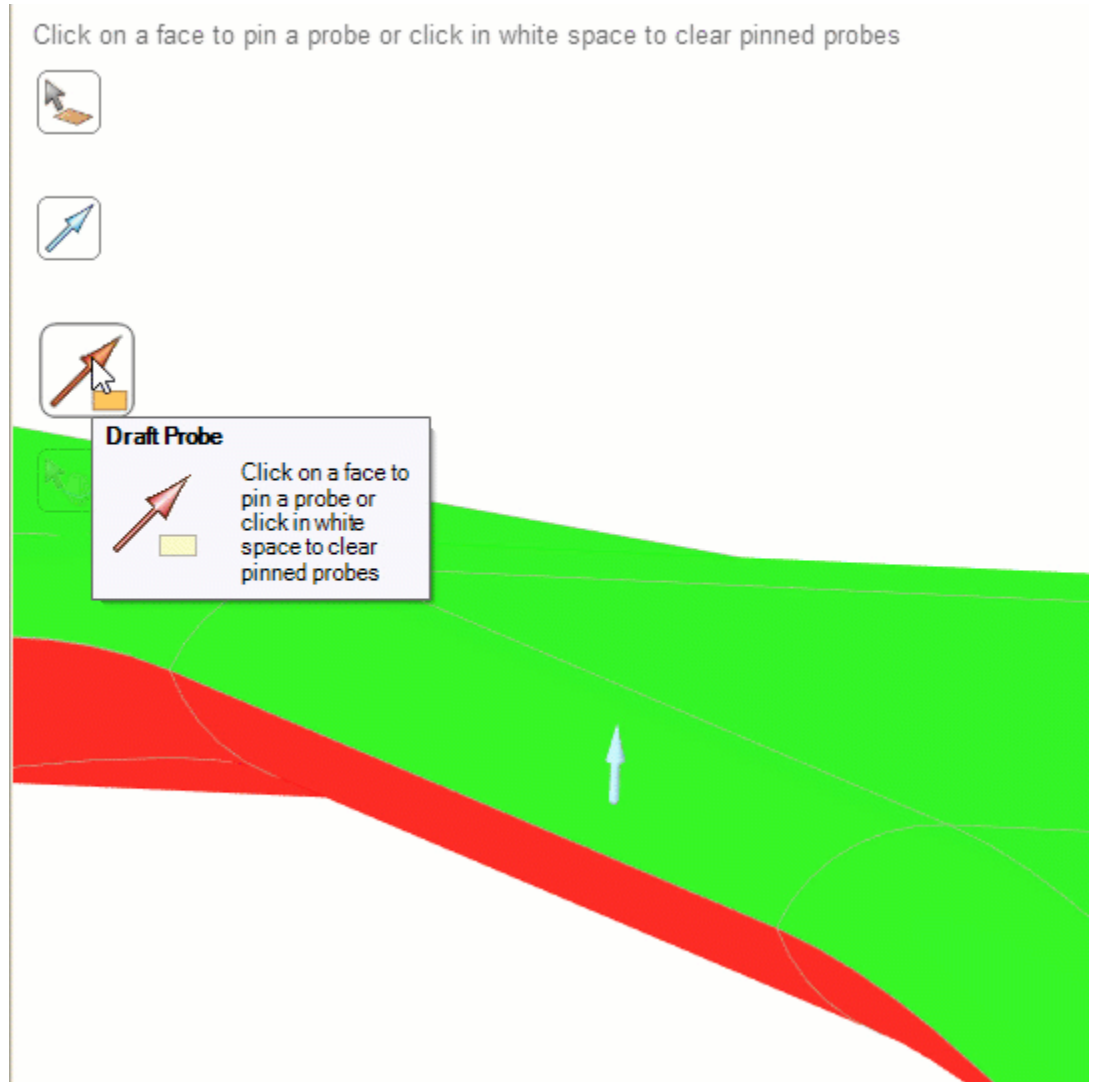 Click on a face to pin a probe or click in white space to clear pinned probes
Draft Probe
Click on a face to
pin a probe or
click in white
space to clear
pinned probes